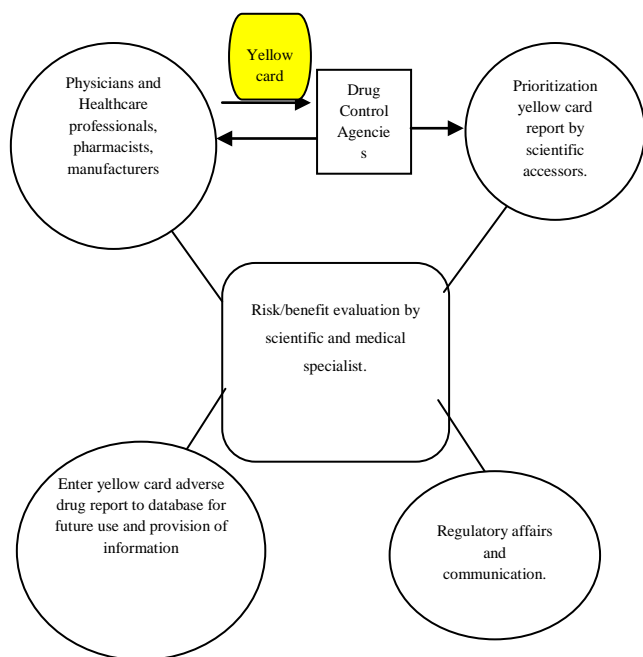 Physicians and
Healthcare
professionals,
pharmacists,
manufacturers
Yellow
card
Drug
Control
Agencie
s
Prioritization
yellow card
report by
scientific
accessors.
Risk/benefit evaluation by
scientific and medical
specialist.
Enter yellow card adverse
drug report to database for
future use and provision of
information
Regulatory affairs
and
communication.